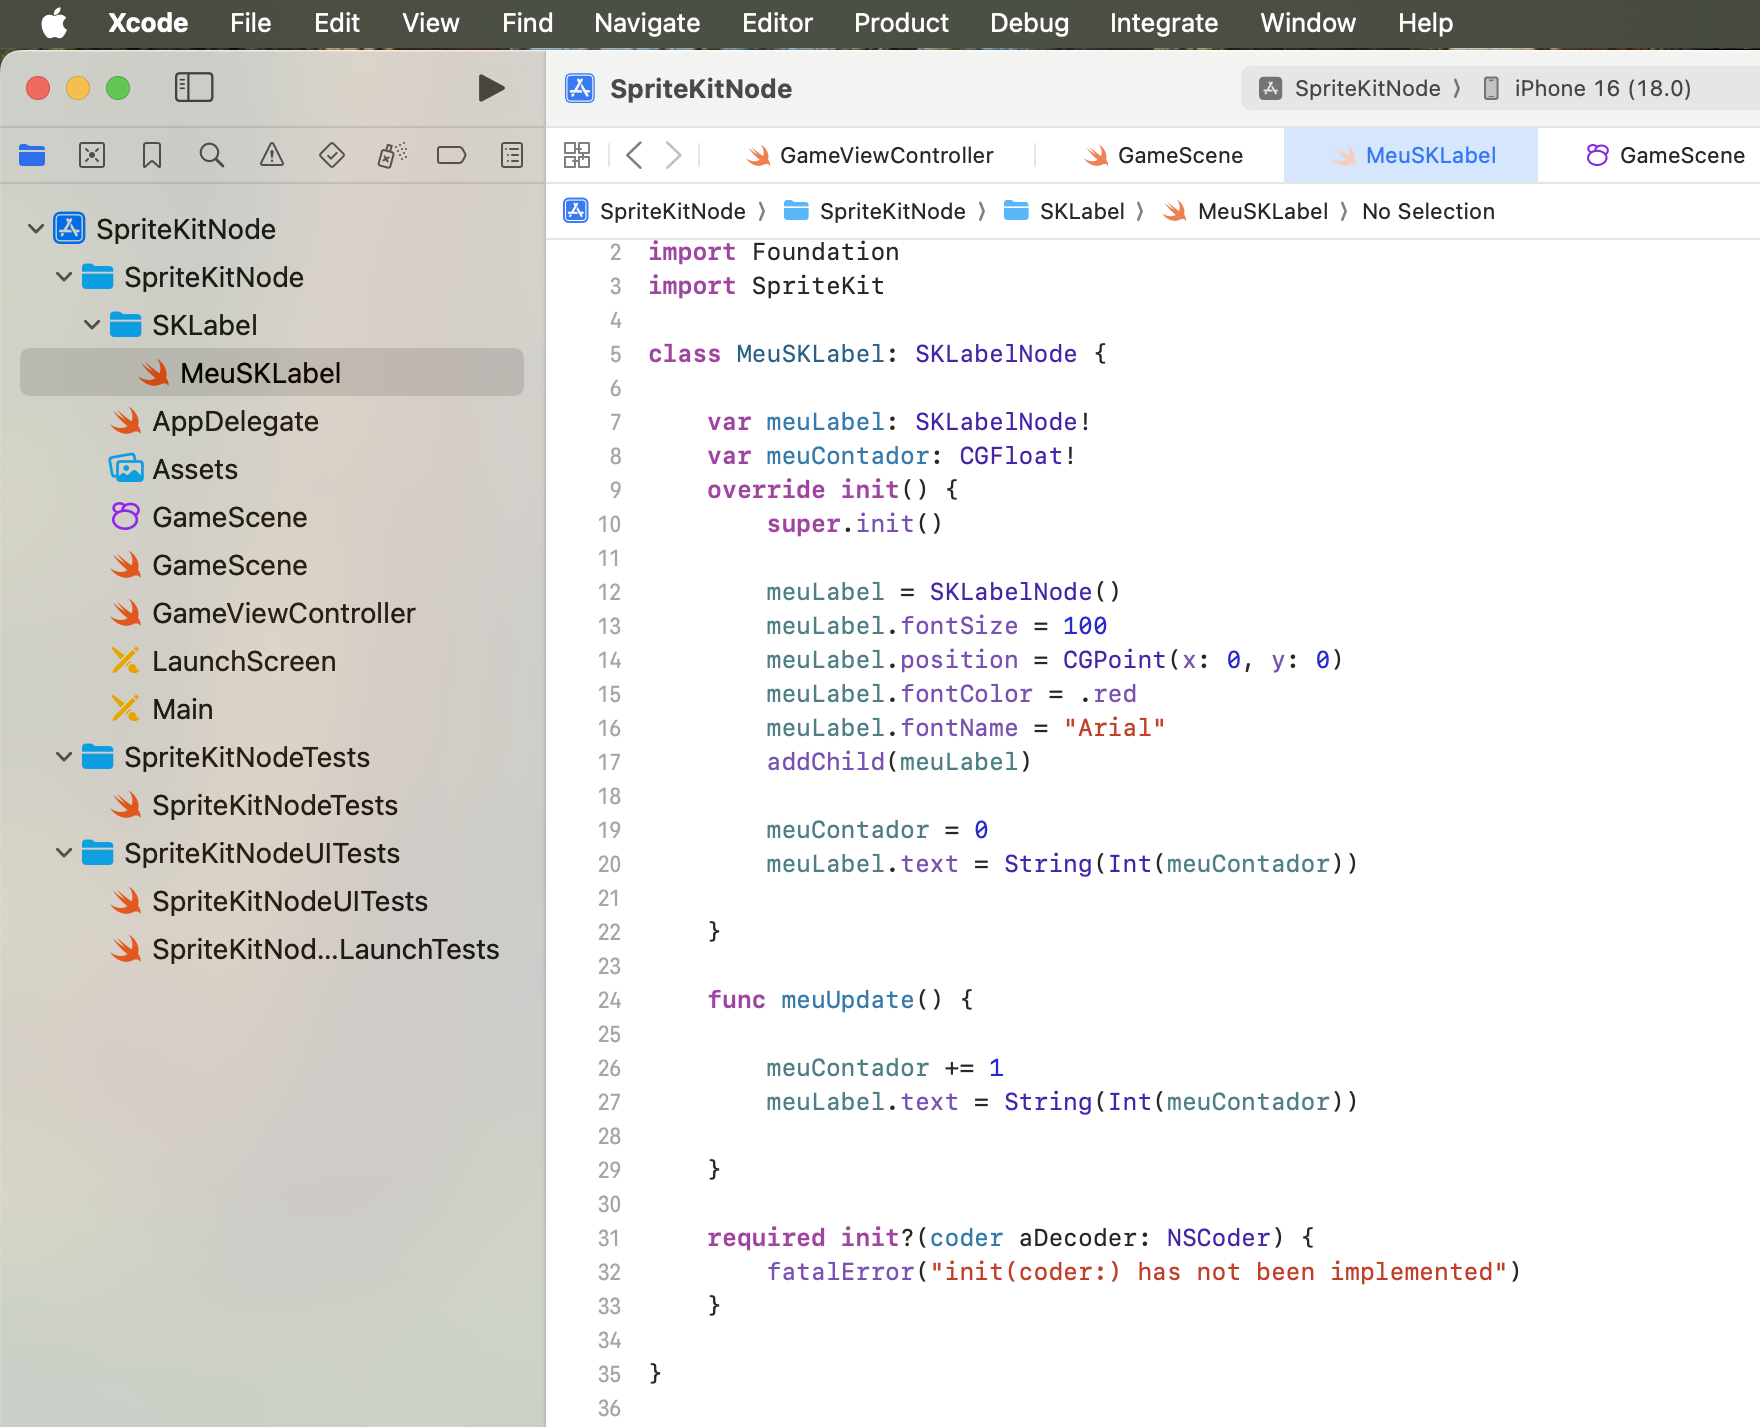 Xcode File Edit View Find Navigate Editor Product Debug Integrate Window Help
SpriteKitNode
SpriteKitNode 〉 iPhone 16 (18.0)
GameViewController GameScene MeuSKLabel GameScene
SpriteKitNode 〉 SpriteKitNode 〉 SKLabel 〉 MeuSKLabel 〉 No Selection
SpriteKitNode
SpriteKitNode
SKLabel
MeuSKLabel
AppDelegate
Assets
GameScene
GameScene
GameViewController
LaunchScreen
Main
SpriteKitNodeTests
SpriteKitNodeTests
SpriteKitNodeUITests
SpriteKitNodeUITests
SpriteKitNod...LaunchTests
2 import Foundation
3 import SpriteKit
4
5 class MeuSKLabel: SKLabelNode {
6
7 var meuLabel: SKLabelNode!
8 var meuContador: CGFloat!
9 override init() {
10 super.init()
11
12 meuLabel = SKLabelNode()
13 meuLabel.fontSize = 100
14 meuLabel.position = CGPoint(x: 0, y: 0)
15 meuLabel.fontColor = .red
16 meuLabel.fontName = "Arial"
17 addChild(meuLabel)
18
19 meuContador = 0
20 meuLabel.text = String(Int(meuContador))
21
22 }
23
24 func meuUpdate() {
25
26 meuContador += 1
27 meuLabel.text = String(Int(meuContador))
28
29 }
30
31 required init?(coder aDecoder: NSCoder) {
32 fatalError("init(coder:) has not been implemented")
33 }
34
35 }
36